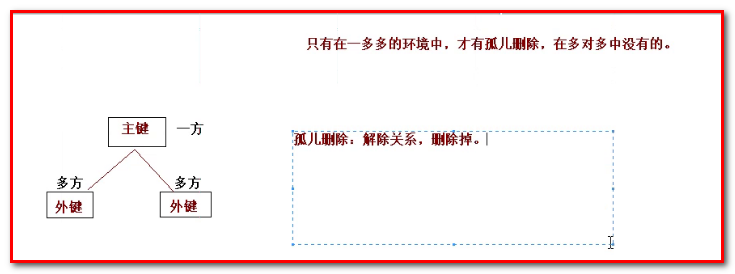 只有在一多多的环境中，才有孤儿删除，在多对多中没有的。
主键 一方
孤儿删除：解除关系，删除掉。
多方 多方
外键 外键